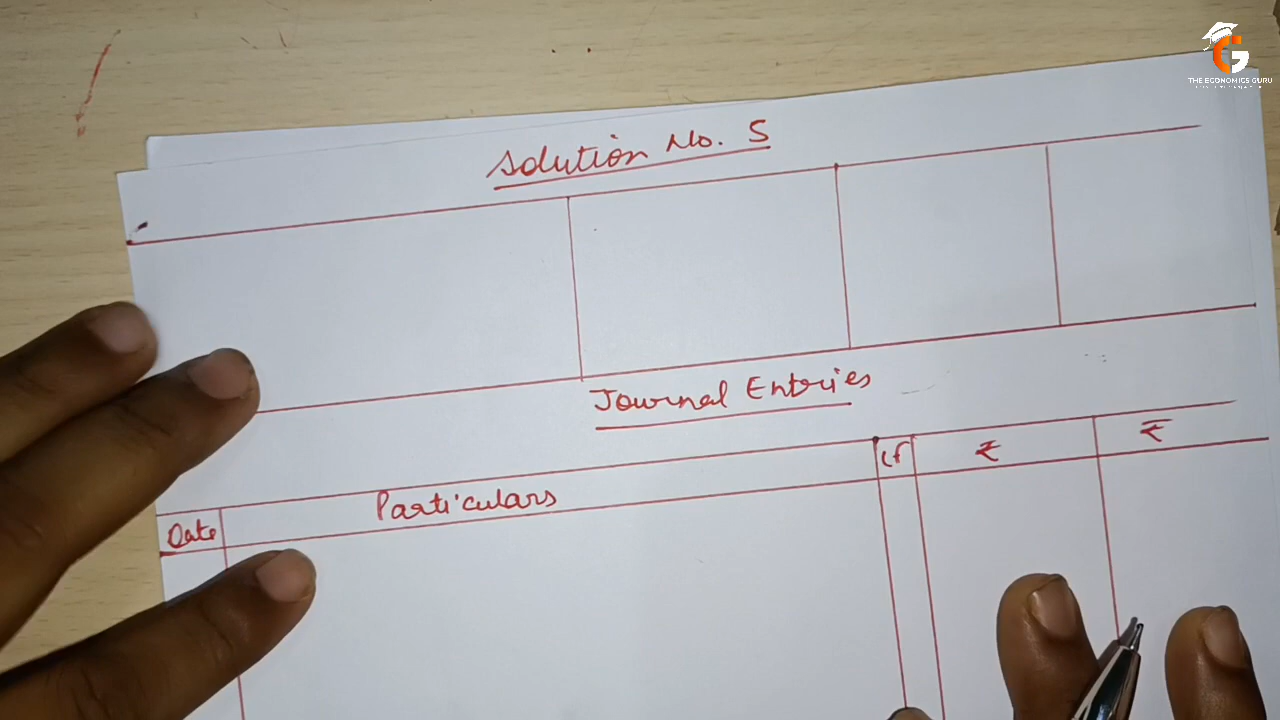 THE ECONOMICS GURU
Solution No. 5
Journal Entries
Date Particulars Lf ₹ ₹